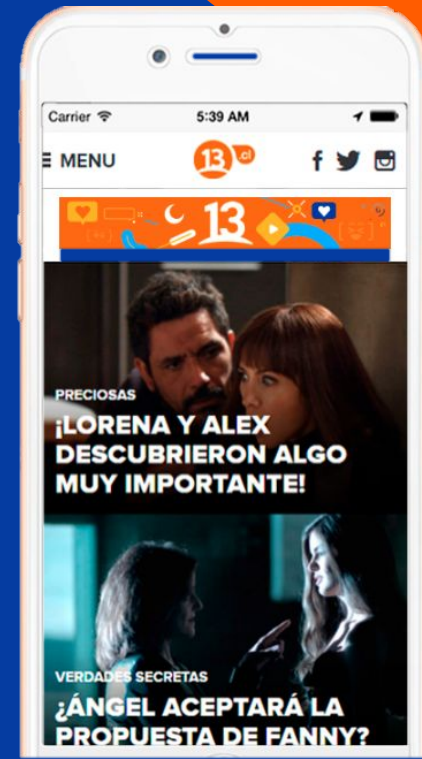 Carrier 5:39 AM
MENU 13.cl
13
PRECIOSAS
¡LORENA Y ALEX
DESCUBRIERON ALGO
MUY IMPORTANTE!
VERDADES SECRETAS
¿ÁNGEL ACEPTARÁ LA
PROPUESTA DE FANNY?